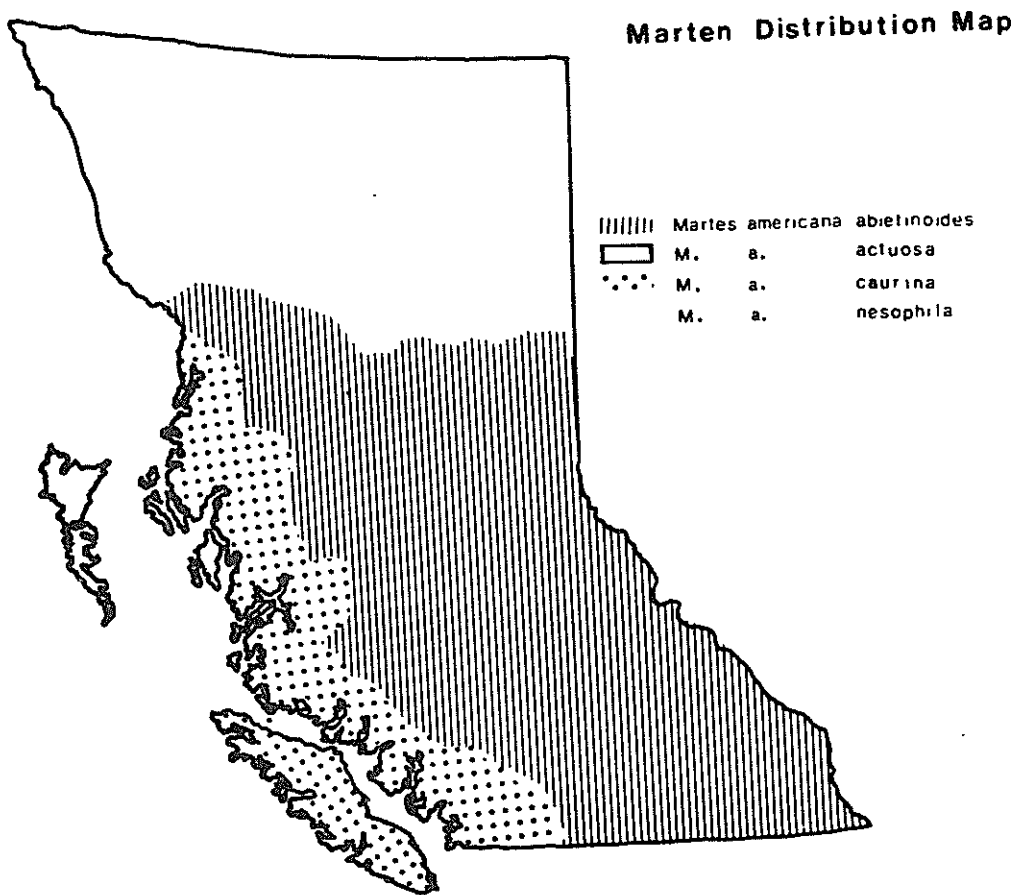 Marten Distribution Map
Martes americana abietinoides
M. a. actuosa
M. a. caurina
M. a. nesophila